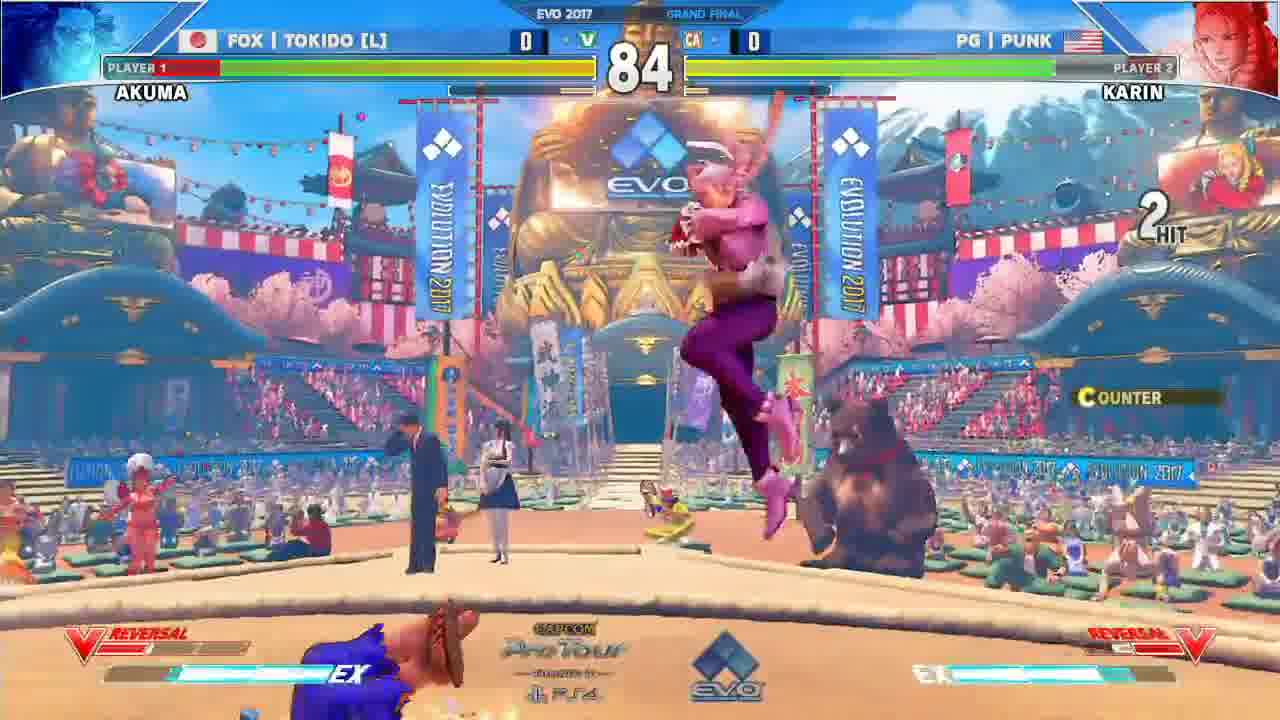 EVO 2017
GRAND FINAL
FOX | TOKIDO [L]
0
V
84
CA
0
PG | PUNK
PLAYER 1
PLAYER 2
AKUMA
KARIN
EVO
EVOLUTION 2017
EVOLUTION 2017
2
HIT
COUNTER
EVOLUTION 2017
V REVERSAL
REVERSAL V
EX
EX
CAPCOM
Pro Tour
PS4
EVO